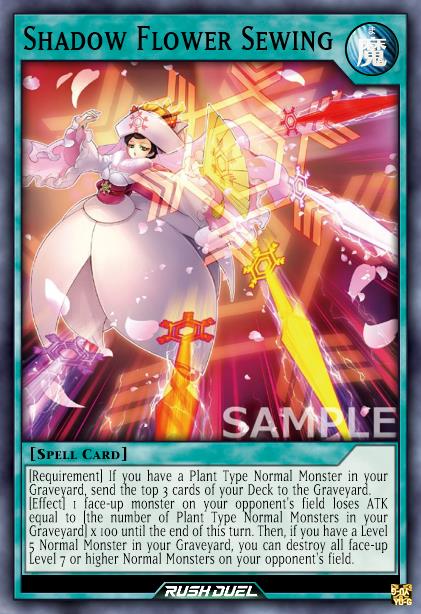 Shadow Flower Sewing
ま
魔
SAMPLE
[Spell Card]
[Requirement] If you have a Plant Type Normal Monster in your
Graveyard, send the top 3 cards of your Deck to the Graveyard.
[Effect] 1 face-up monster on your opponent's field loses ATK
equal to [the number of Plant Type Normal Monsters in your
Graveyard] x 100 until the end of this turn. Then, if you have a Level
5 Normal Monster in your Graveyard, you can destroy all face-up
Level 7 or higher Normal Monsters on your opponent's field.
RUSH DUEL